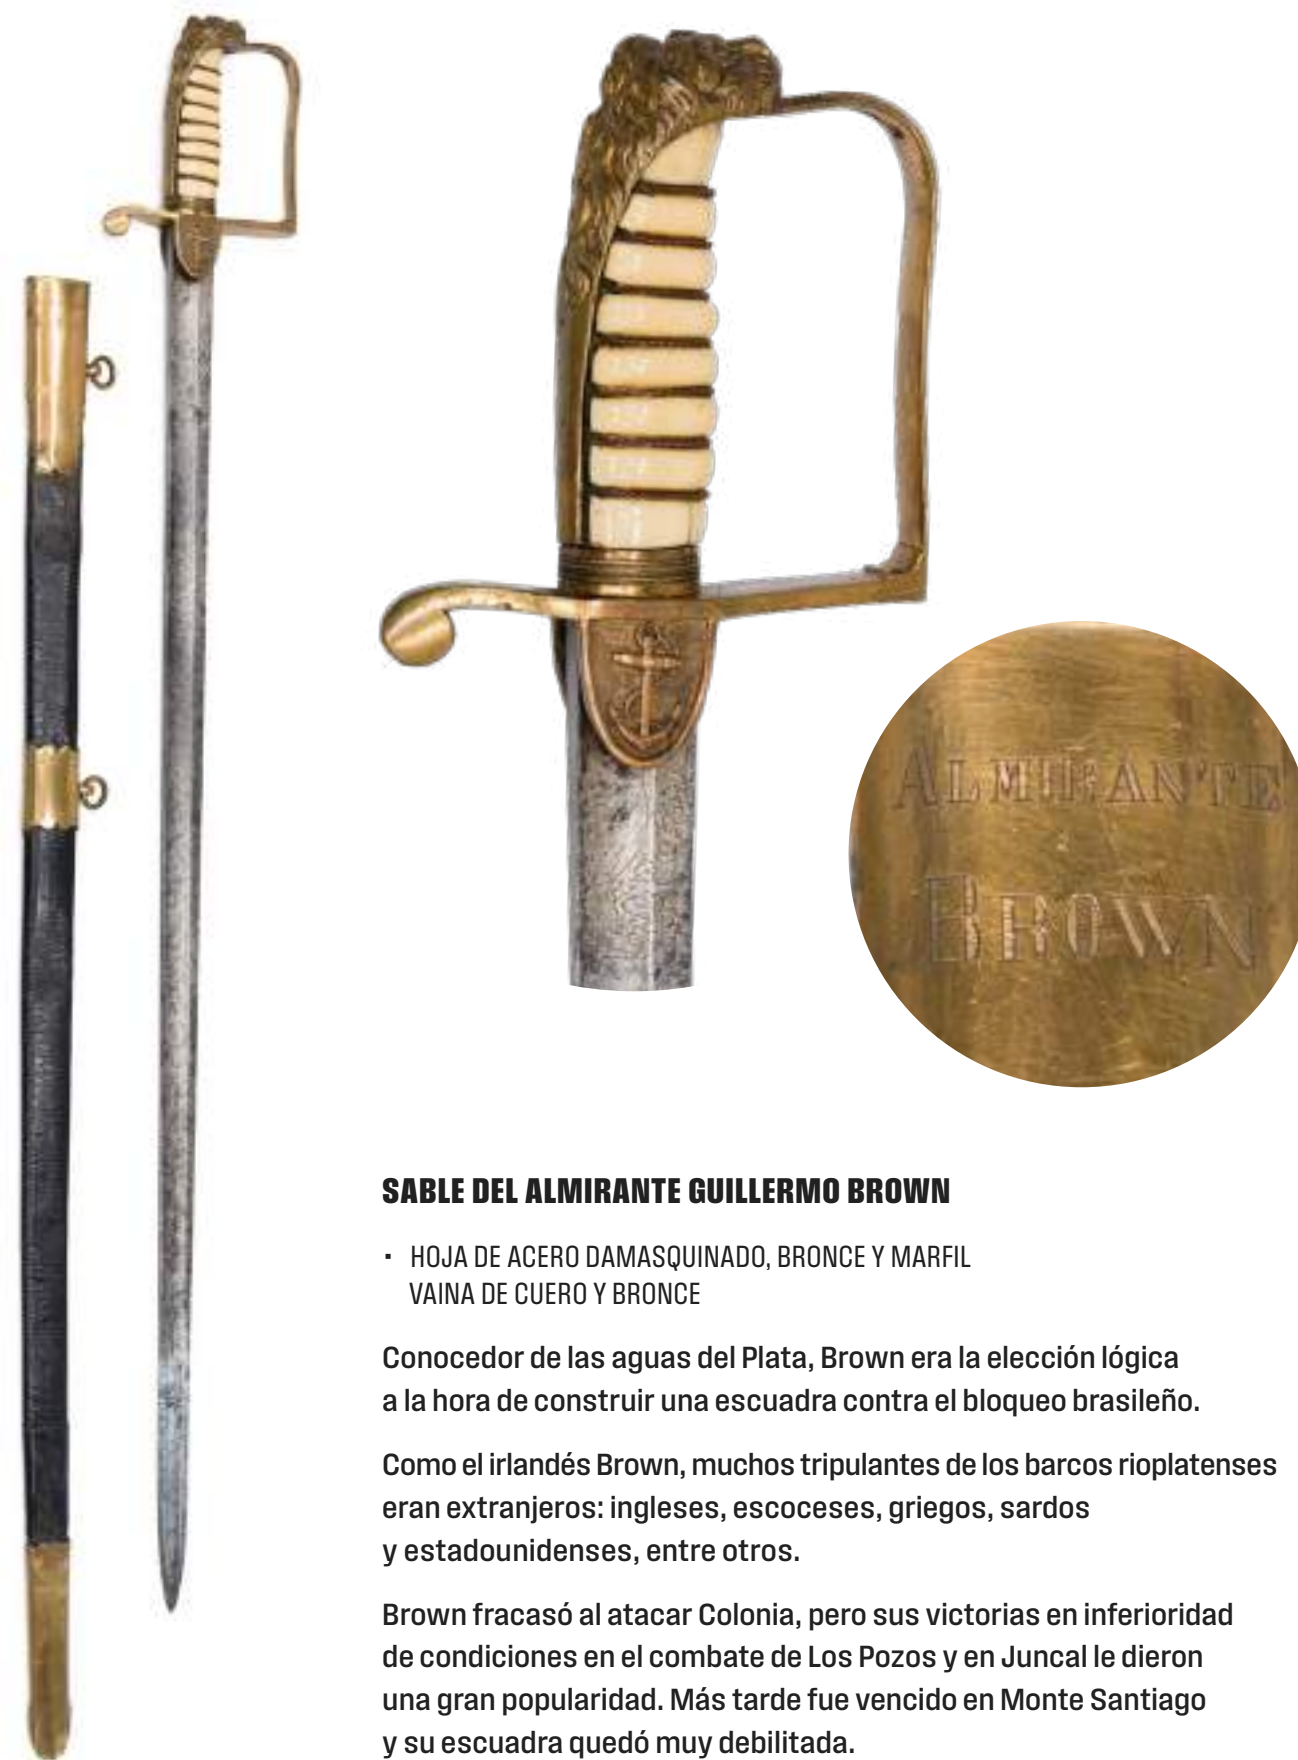 ALMIRANTE
BROWN
SABLE DEL ALMIRANTE GUILLERMO BROWN
· HOJA DE ACERO DAMASQUINADO, BRONCE Y MARFIL
VAINA DE CUERO Y BRONCE
Conocedor de las aguas del Plata, Brown era la elección lógica
a la hora de construir una escuadra contra el bloqueo brasileño.
Como el irlandés Brown, muchos tripulantes de los barcos rioplatenses
eran extranjeros: ingleses, escoceses, griegos, sardos
y estadounidenses, entre otros.
Brown fracasó al atacar Colonia, pero sus victorias en inferioridad
de condiciones en el combate de Los Pozos y en Juncal le dieron
una gran popularidad. Más tarde fue vencido en Monte Santiago
y su escuadra quedó muy debilitada.